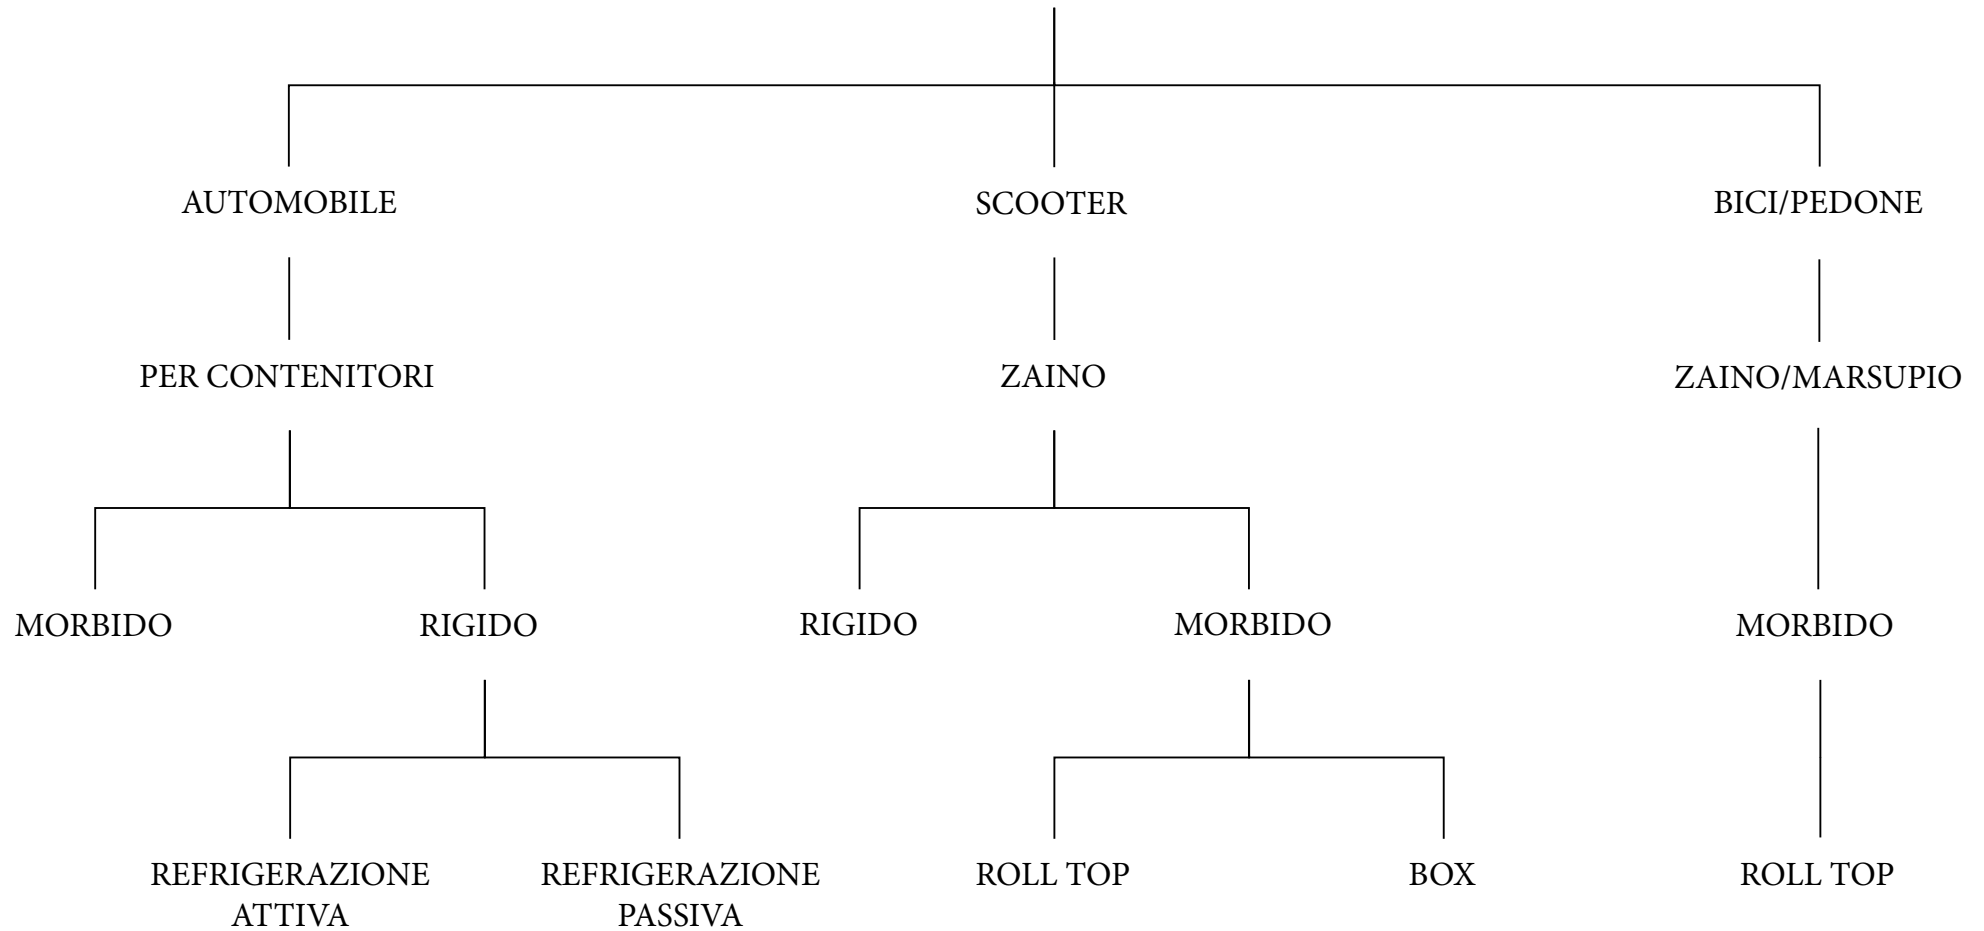 AUTOMOBILE
SCOOTER
BICI/PEDONE
PER CONTENITORI
ZAINO
ZAINO/MARSUPIO
MORBIDO
RIGIDO
RIGIDO
MORBIDO
MORBIDO
REFRIGERAZIONE
ATTIVA
REFRIGERAZIONE
PASSIVA
ROLL TOP
BOX
ROLL TOP